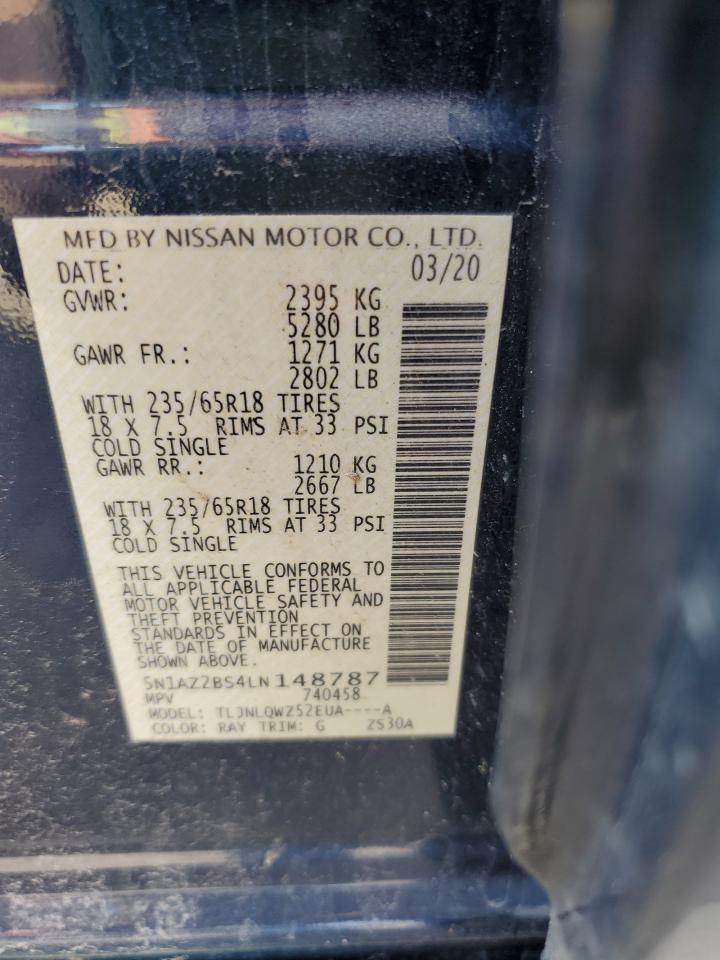 MFD BY NISSAN MOTOR CO., LTD.
DATE: 03/20
GVWR: 2395 KG
5280 LB
GAWR FR.: 1271 KG
2802 LB
WITH 235/65R18 TIRES
18 X 7.5 RIMS AT 33 PSI
COLD SINGLE
GAWR RR.: 1210 KG
2667 LB
WITH 235/65R18 TIRES
18 X 7.5 RIMS AT 33 PSI
COLD SINGLE
THIS VEHICLE CONFORMS TO
ALL APPLICABLE FEDERAL
MOTOR VEHICLE SAFETY AND
THEFT PREVENTION
STANDARDS IN EFFECT ON
THE DATE OF MANUFACTURE
SHOWN ABOVE.
5N1AZ2BS4LN148787
MPV 740458
MODEL: TLJNLQWZ52EUA----A
COLOR: RAY TRIM: G ZS30A